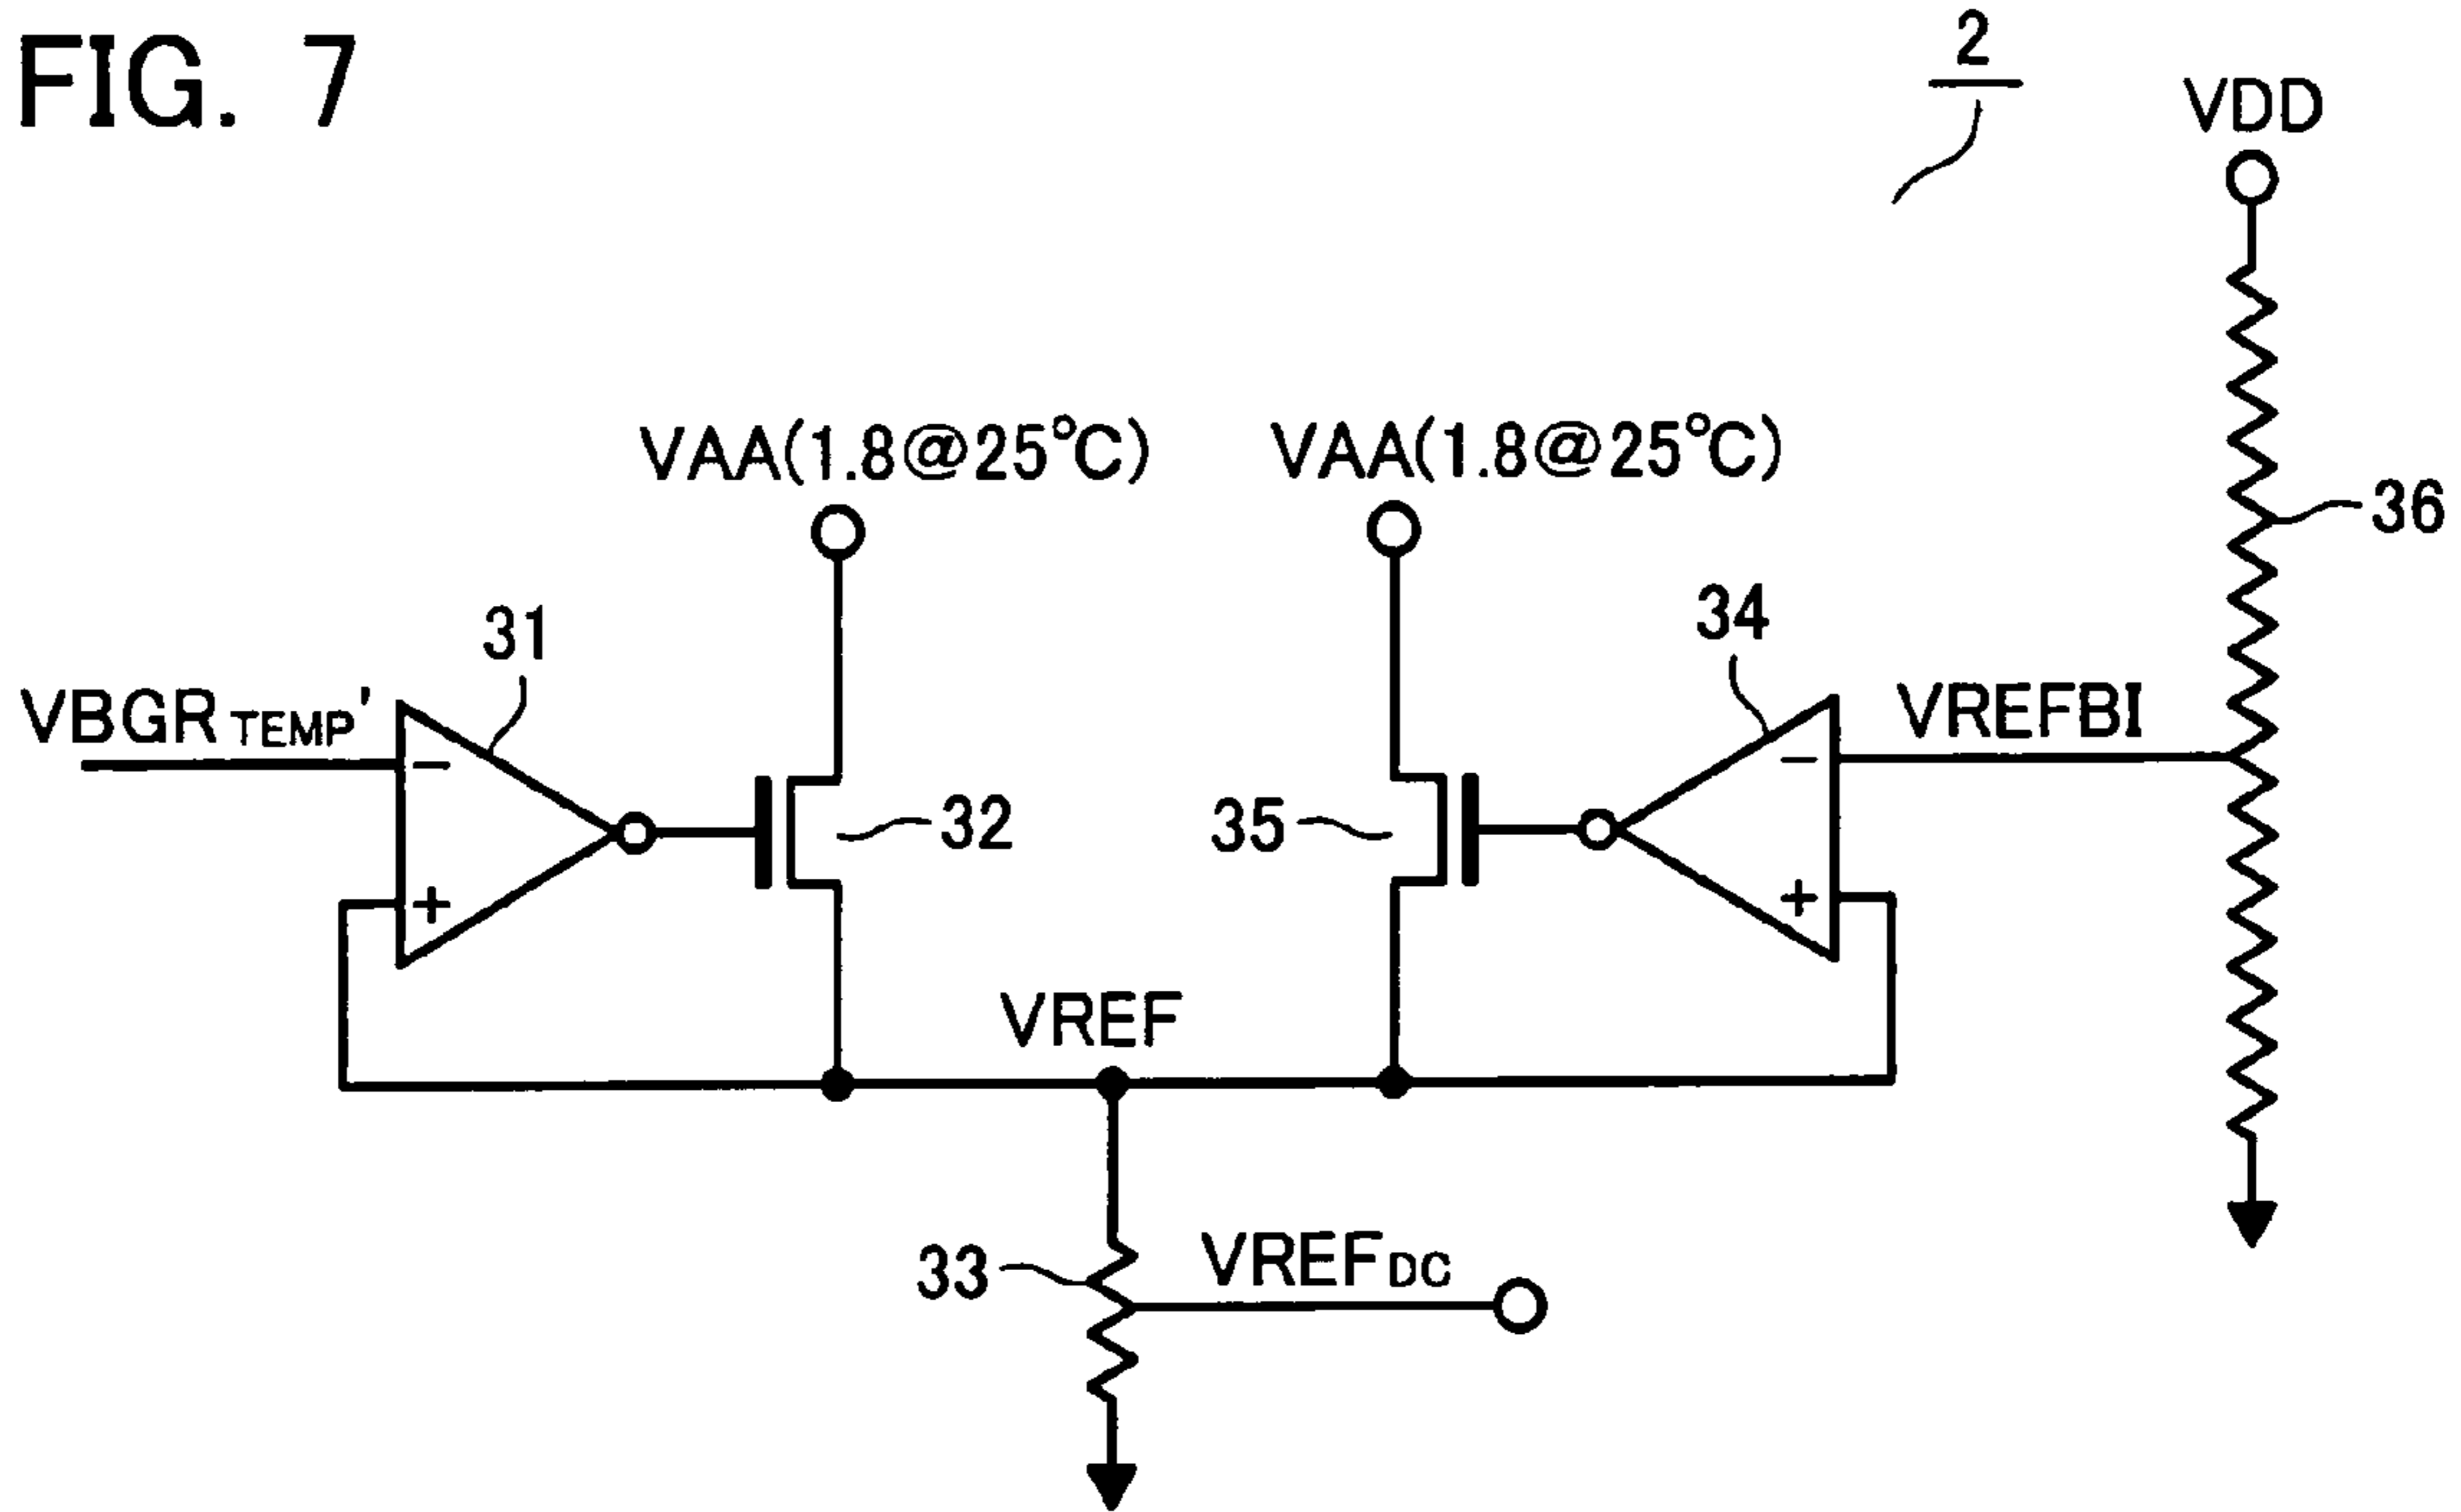 FIG. 7
2
VDD
VAA(1.8@25°C)
VAA(1.8@25°C)
36
31
34
VBGRTEMP'
VREFBI
−
−
32
35
+
+
VREF
33
VREFDC